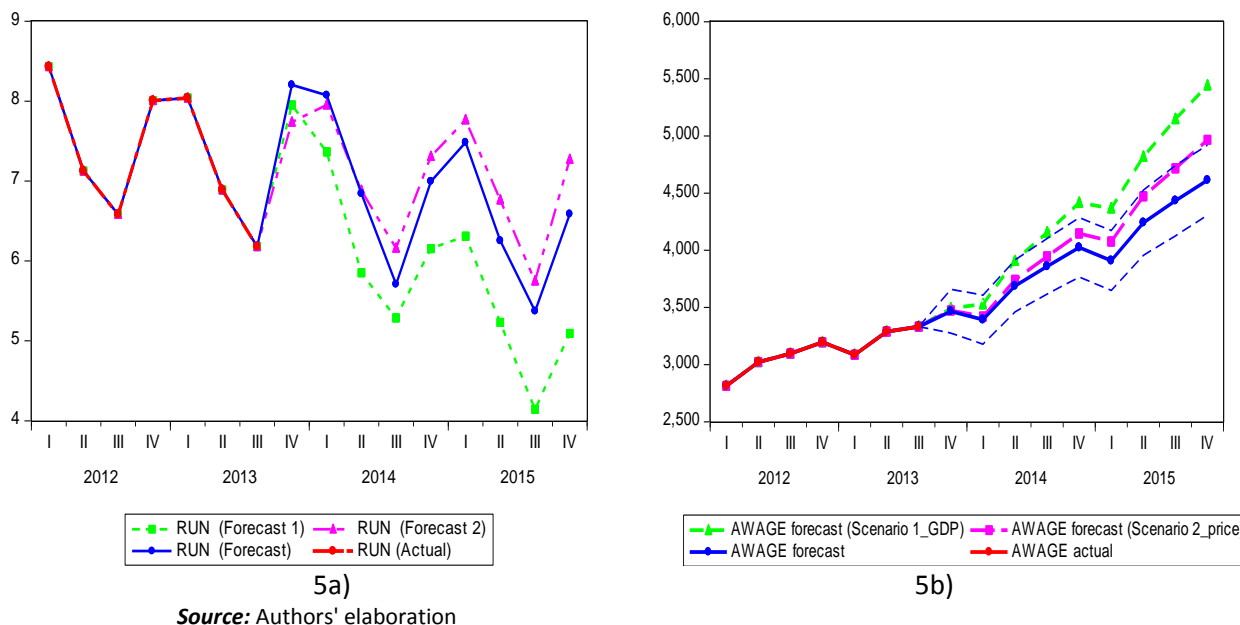 9
8
7
6
5
4
I II III IV I II III IV I II III IV I II III IV
2012 2013 2014 2015
RUN (Forecast 1) RUN (Forecast 2)
RUN (Forecast) RUN (Actual)
5a)
Source: Authors' elaboration
6,000
5,500
5,000
4,500
4,000
3,500
3,000
2,500
I II III IV I II III IV I II III IV I II III IV
2012 2013 2014 2015
AWAGE forecast (Scenario 1_GDP) AWAGE forecast (Scenario 2_price
AWAGE forecast AWAGE actual
5b)